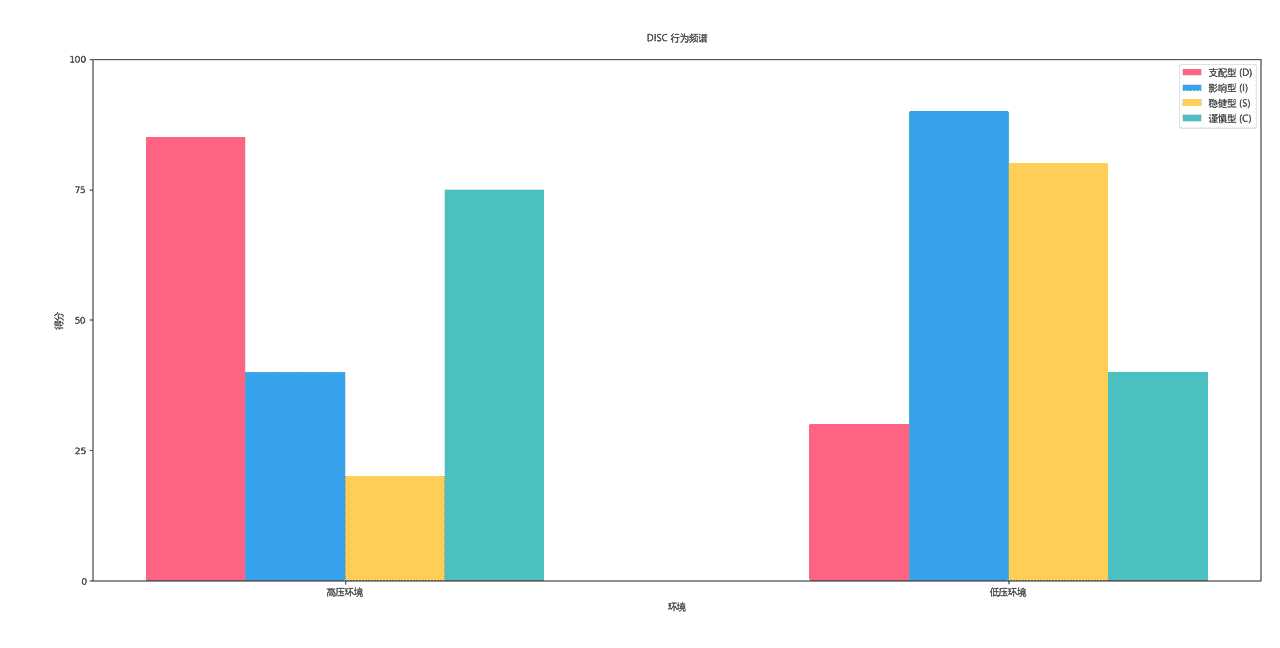 DISC 行为频谱
100
75
50
25
0
得分
支配型 (D)
影响型 (I)
稳健型 (S)
谨慎型 (C)
高压环境
低压环境
环境